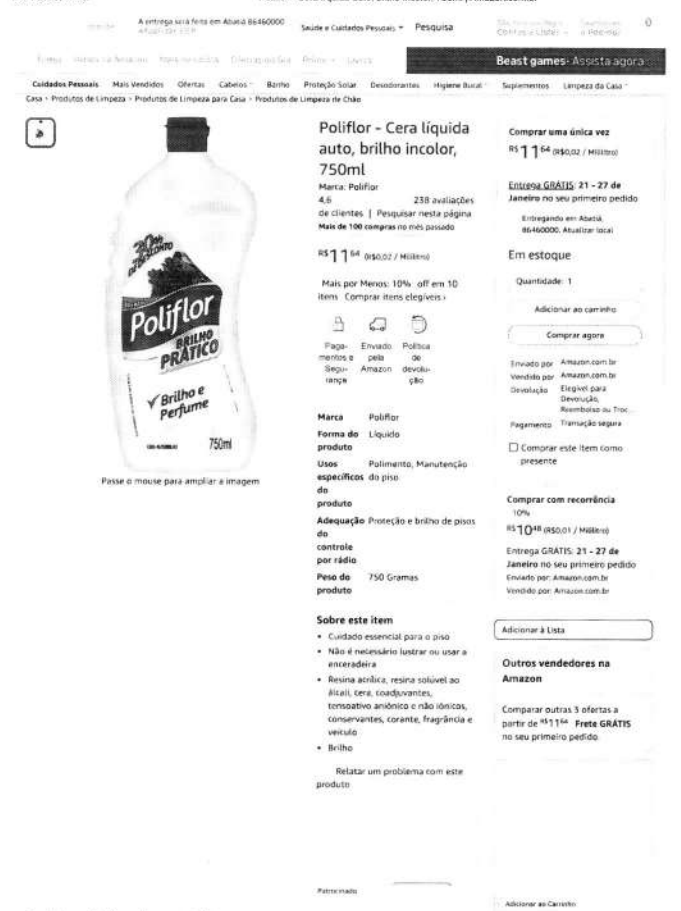 A entrega será feita em Abatiá 86460000
Saúde e Cuidados Pessoais
Pesquisa
0
Beast games- Assista agora
Cuidados Pessoais Mais Vendidos Ofertas Cabelos Banho Proteção Solar Desodorantes Higiene Bucal Suplementos Limpeza da Casa
Casa › Produtos de Limpeza › Produtos de Limpeza para Casa › Produtos de Limpeza de Chão
DE DESCONTO
Poliflor
BRILHO
PRÁTICO
Brilho e
Perfume
750ml
Passe o mouse para ampliar a imagem
Poliflor - Cera líquida
auto, brilho incolor,
750ml
Marca: Poliflor
4,6 238 avaliações
de clientes | Pesquisar nesta página
Mais de 100 compras no mês passado
R$1164 (R$0,02 / Mililitro)
Mais por Menos: 10% off em 10
itens Comprar itens elegíveis ›
Paga-
mentos e
Segu-
rança
Enviado
pela
Amazon
Política
de
devolu-
ção
Marca Poliflor
Forma do Líquido
produto
Usos Polimento, Manutenção
específicos do piso
do
produto
Adequação Proteção e brilho de pisos
do
controle
por rádio
Peso do 750 Gramas
produto
Sobre este item
• Cuidado essencial para o piso
• Não é necessário lustrar ou usar a
enceradeira
• Resina acrílica, resina solúvel ao
álcali, cera, coadjuvantes,
tensoativo aniônico e não iônicos,
conservantes, corante, fragrância e
veículo
• Brilho
Relatar um problema com este
produto
Patrocinado
Comprar uma única vez
R$1164 (R$0,02 / Mililitro)
Entrega GRÁTIS: 21 - 27 de
Janeiro no seu primeiro pedido
Entregando em Abatiá
86460000. Atualizar local
Em estoque
Quantidade: 1
Adicionar ao carrinho
Comprar agora
Enviado por Amazon.com.br
Vendido por Amazon.com.br
Devolução Elegível para
Devolução,
Reembolso ou Troc...
Pagamento Transação segura
Comprar este item como
presente
Comprar com recorrência
10%
R$1048 (R$0,01 / Mililitro)
Entrega GRÁTIS: 21 - 27 de
Janeiro no seu primeiro pedido
Enviado por: Amazon.com.br
Vendido por: Amazon.com.br
Adicionar à Lista
Outros vendedores na
Amazon
Comparar outras 3 ofertas a
partir de R$1164 Frete GRÁTIS
no seu primeiro pedido
Adicionar ao Carrinho